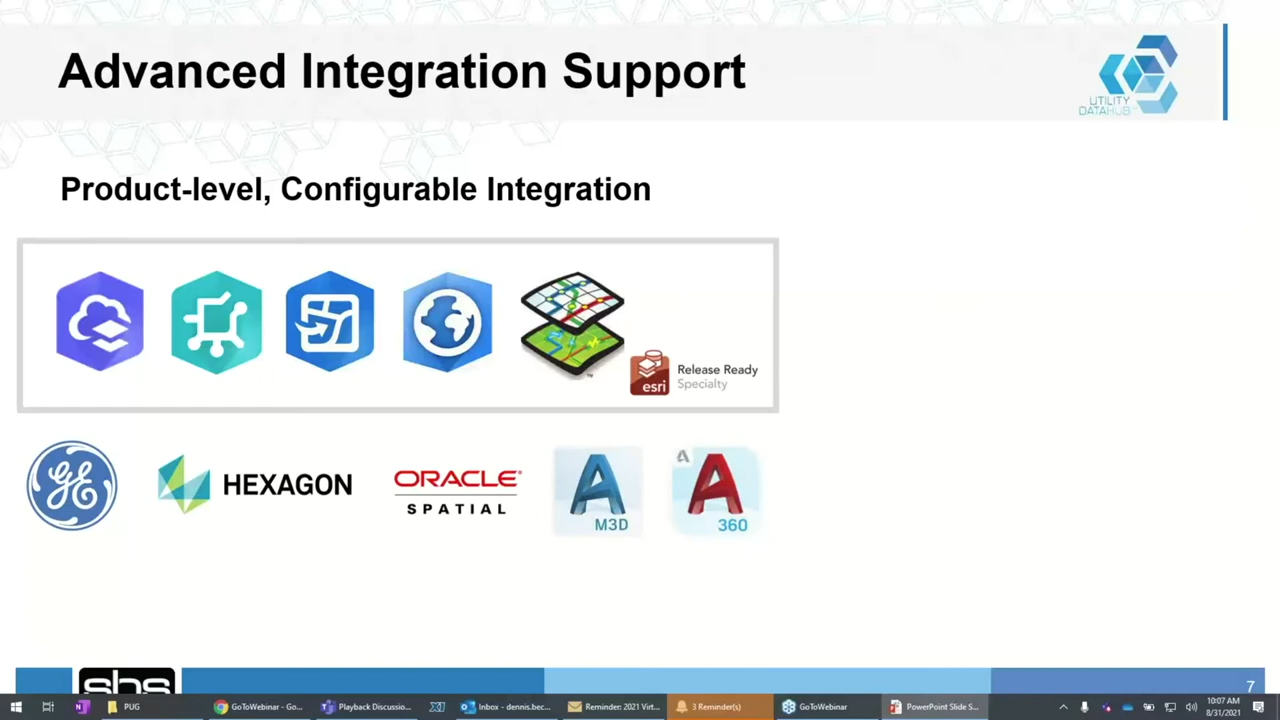 Advanced Integration Support
UTILITY
DATAHUB
Product-level, Configurable Integration
esri
Release Ready
Specialty
GE
HEXAGON
ORACLE
SPATIAL
M3D
360
sbs
7
PUG
GoToWebinar - Go...
Playback Discussio...
Inbox - dennis.bec...
Reminder: 2021 Virt...
3 Reminder(s)
GoToWebinar
PowerPoint Slide S...
10:07 AM
8/31/2021